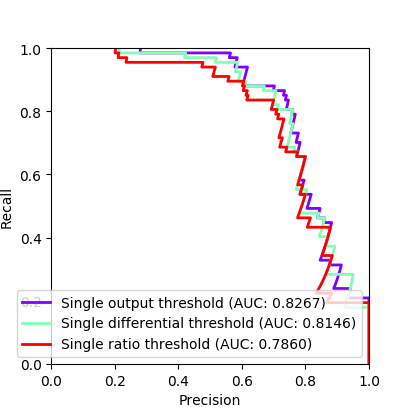 1.0
0.8
0.6
0.4
0.2
0.0
Recall
Single output threshold (AUC: 0.8267)
Single differential threshold (AUC: 0.8146)
Single ratio threshold (AUC: 0.7860)
0.0 0.2 0.4 0.6 0.8 1.0
Precision